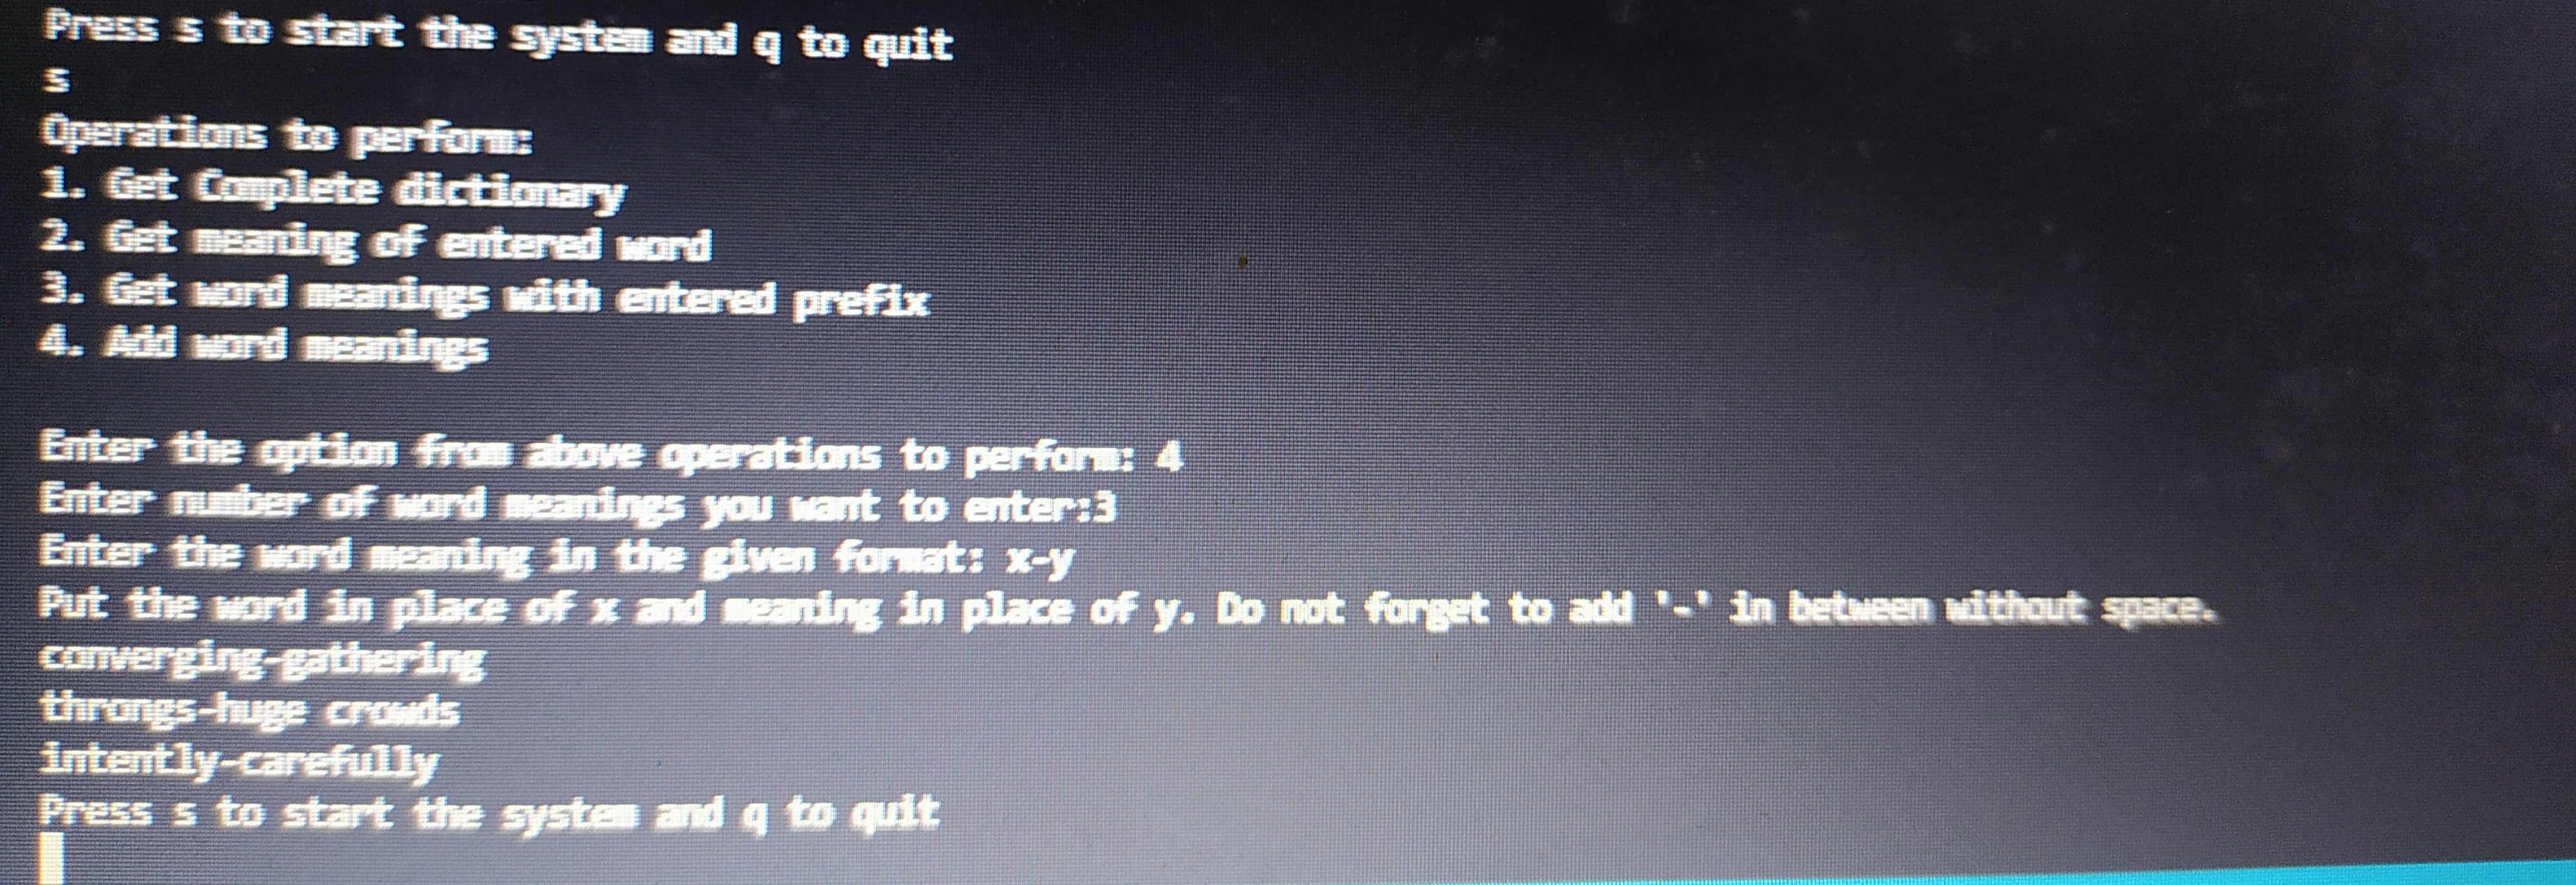 Press s to start the system and q to quit
s
Operations to perform:
1. Get Complete dictionary
2. Get meaning of entered word
3. Get word meanings with entered prefix
4. Add word meanings
Enter the option from above operations to perform: 4
Enter number of word meanings you want to enter:3
Enter the word meaning in the given format: x-y
Put the word in place of x and meaning in place of y. Do not forget to add '-' in between without space.
converging-gathering
throngs-huge crowds
intently-carefully
Press s to start the system and q to quit